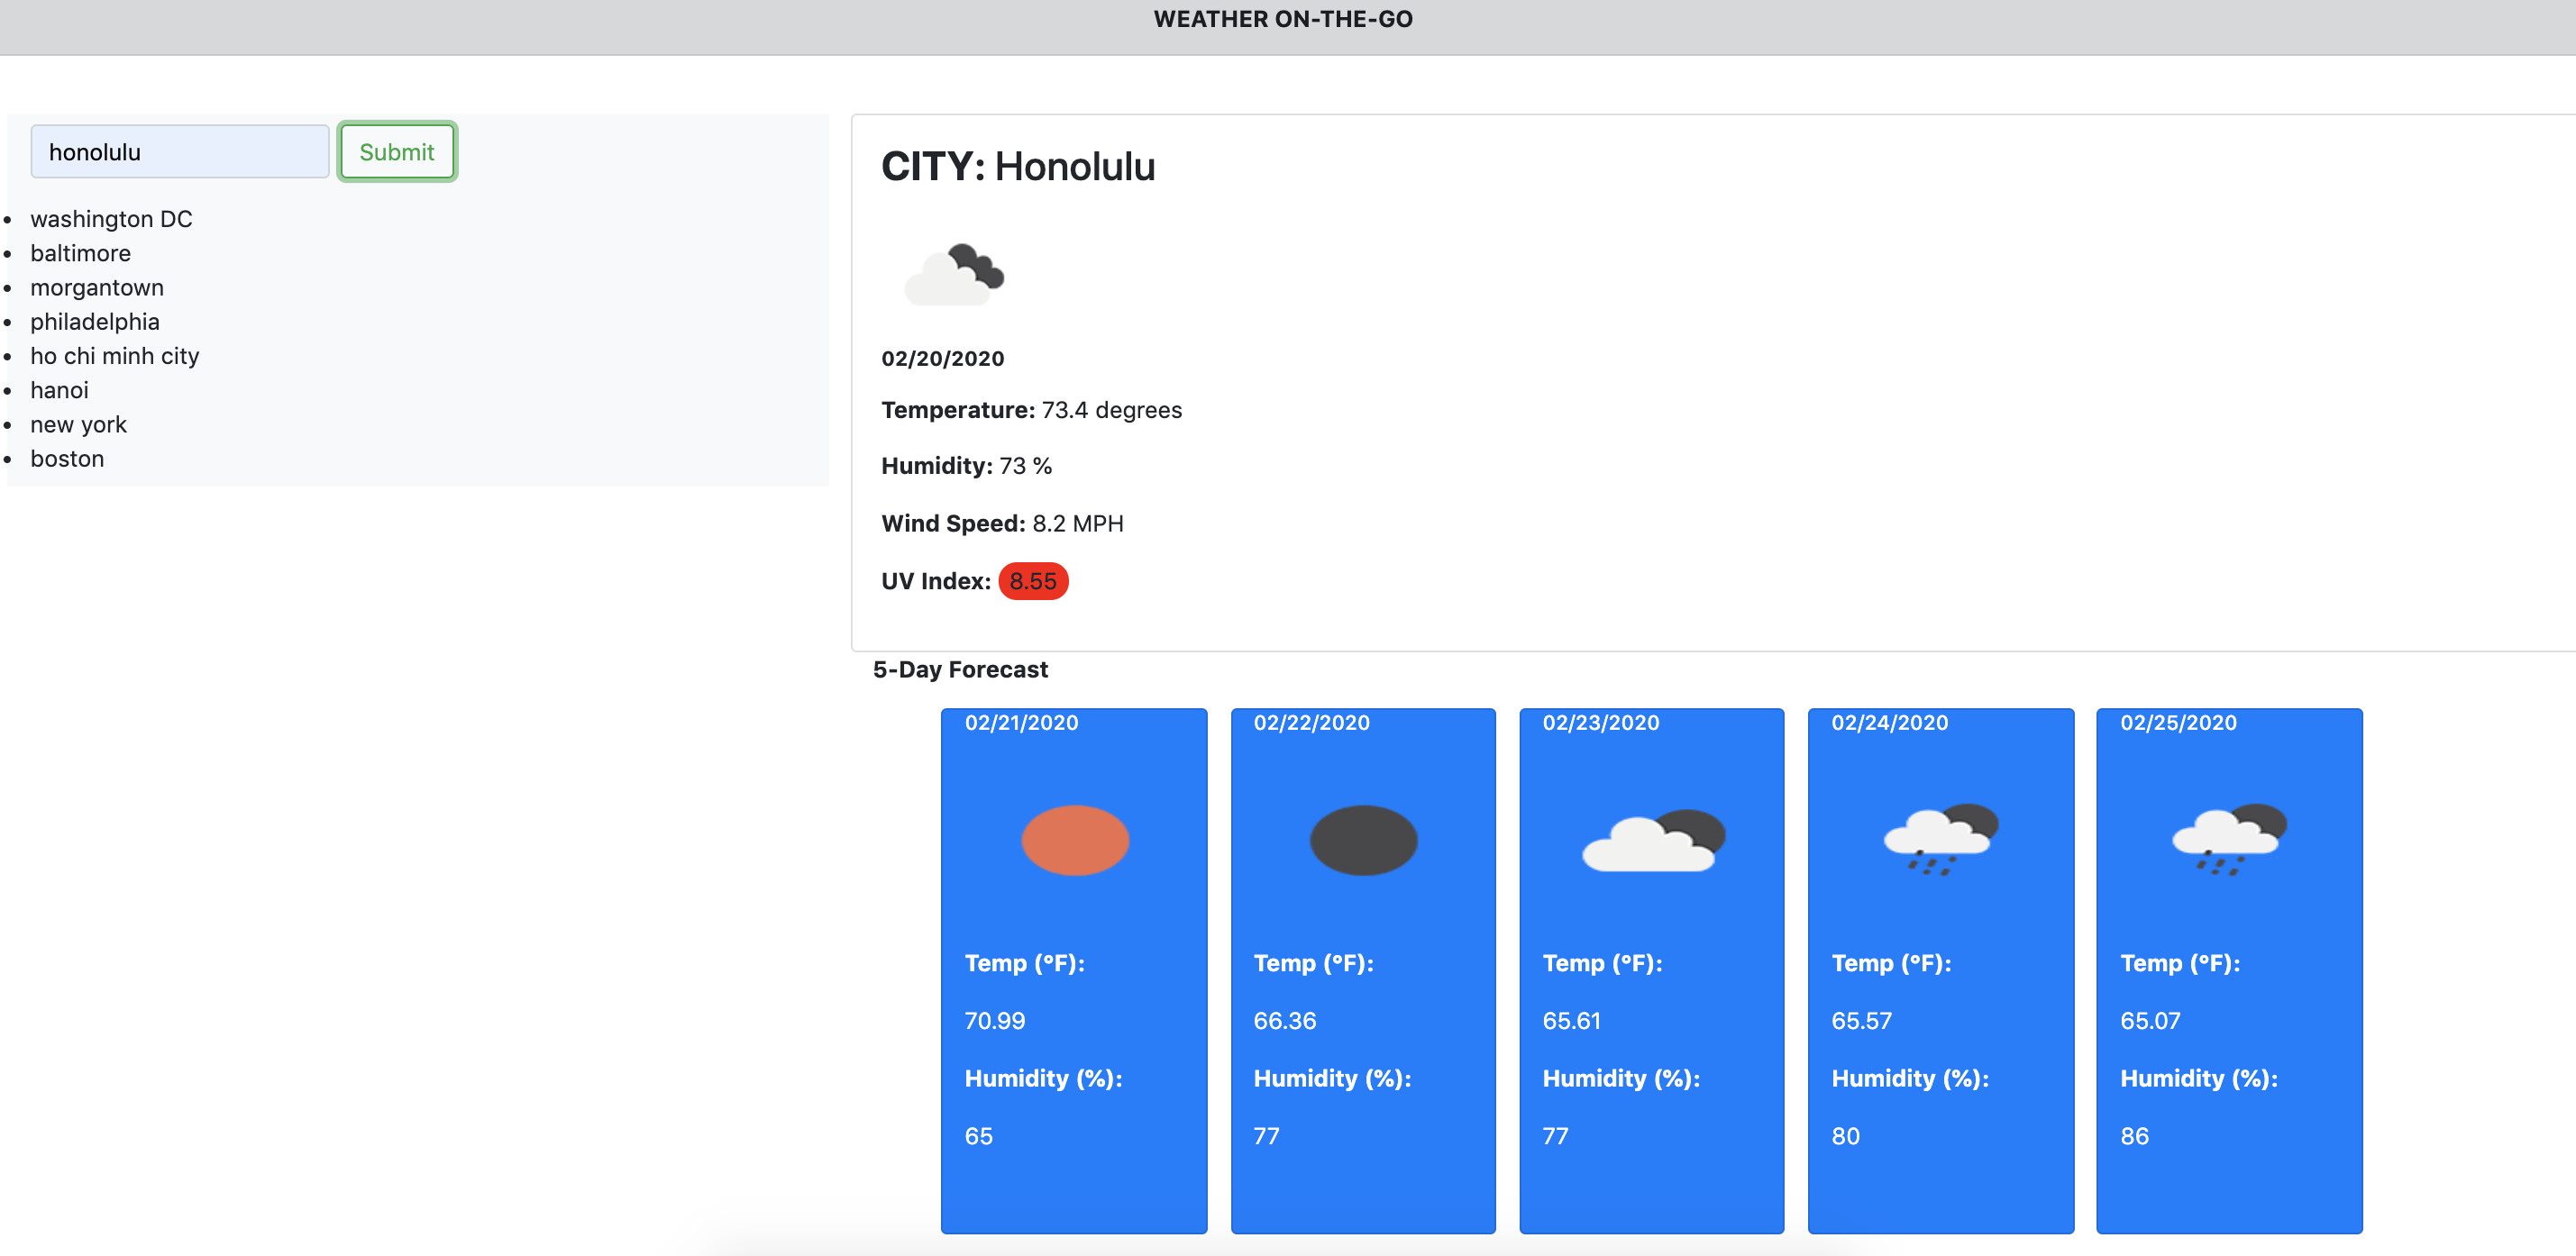 WEATHER ON-THE-GO
honolulu
Submit
washington DC
baltimore
morgantown
philadelphia
ho chi minh city
hanoi
new york
boston
CITY: Honolulu
02/20/2020
Temperature: 73.4 degrees
Humidity: 73 %
Wind Speed: 8.2 MPH
UV Index: 8.55
5-Day Forecast
02/21/2020
Temp (°F):
70.99
Humidity (%):
65
02/22/2020
Temp (°F):
66.36
Humidity (%):
77
02/23/2020
Temp (°F):
65.61
Humidity (%):
77
02/24/2020
Temp (°F):
65.57
Humidity (%):
80
02/25/2020
Temp (°F):
65.07
Humidity (%):
86